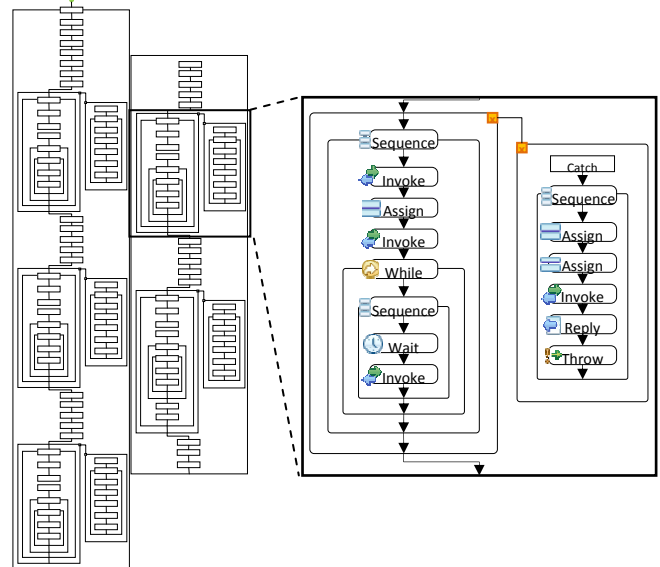 Sequence
Invoke
Assign
Invoke
While
Sequence
Wait
Invoke
Catch
Sequence
Assign
Assign
Invoke
Reply
Throw